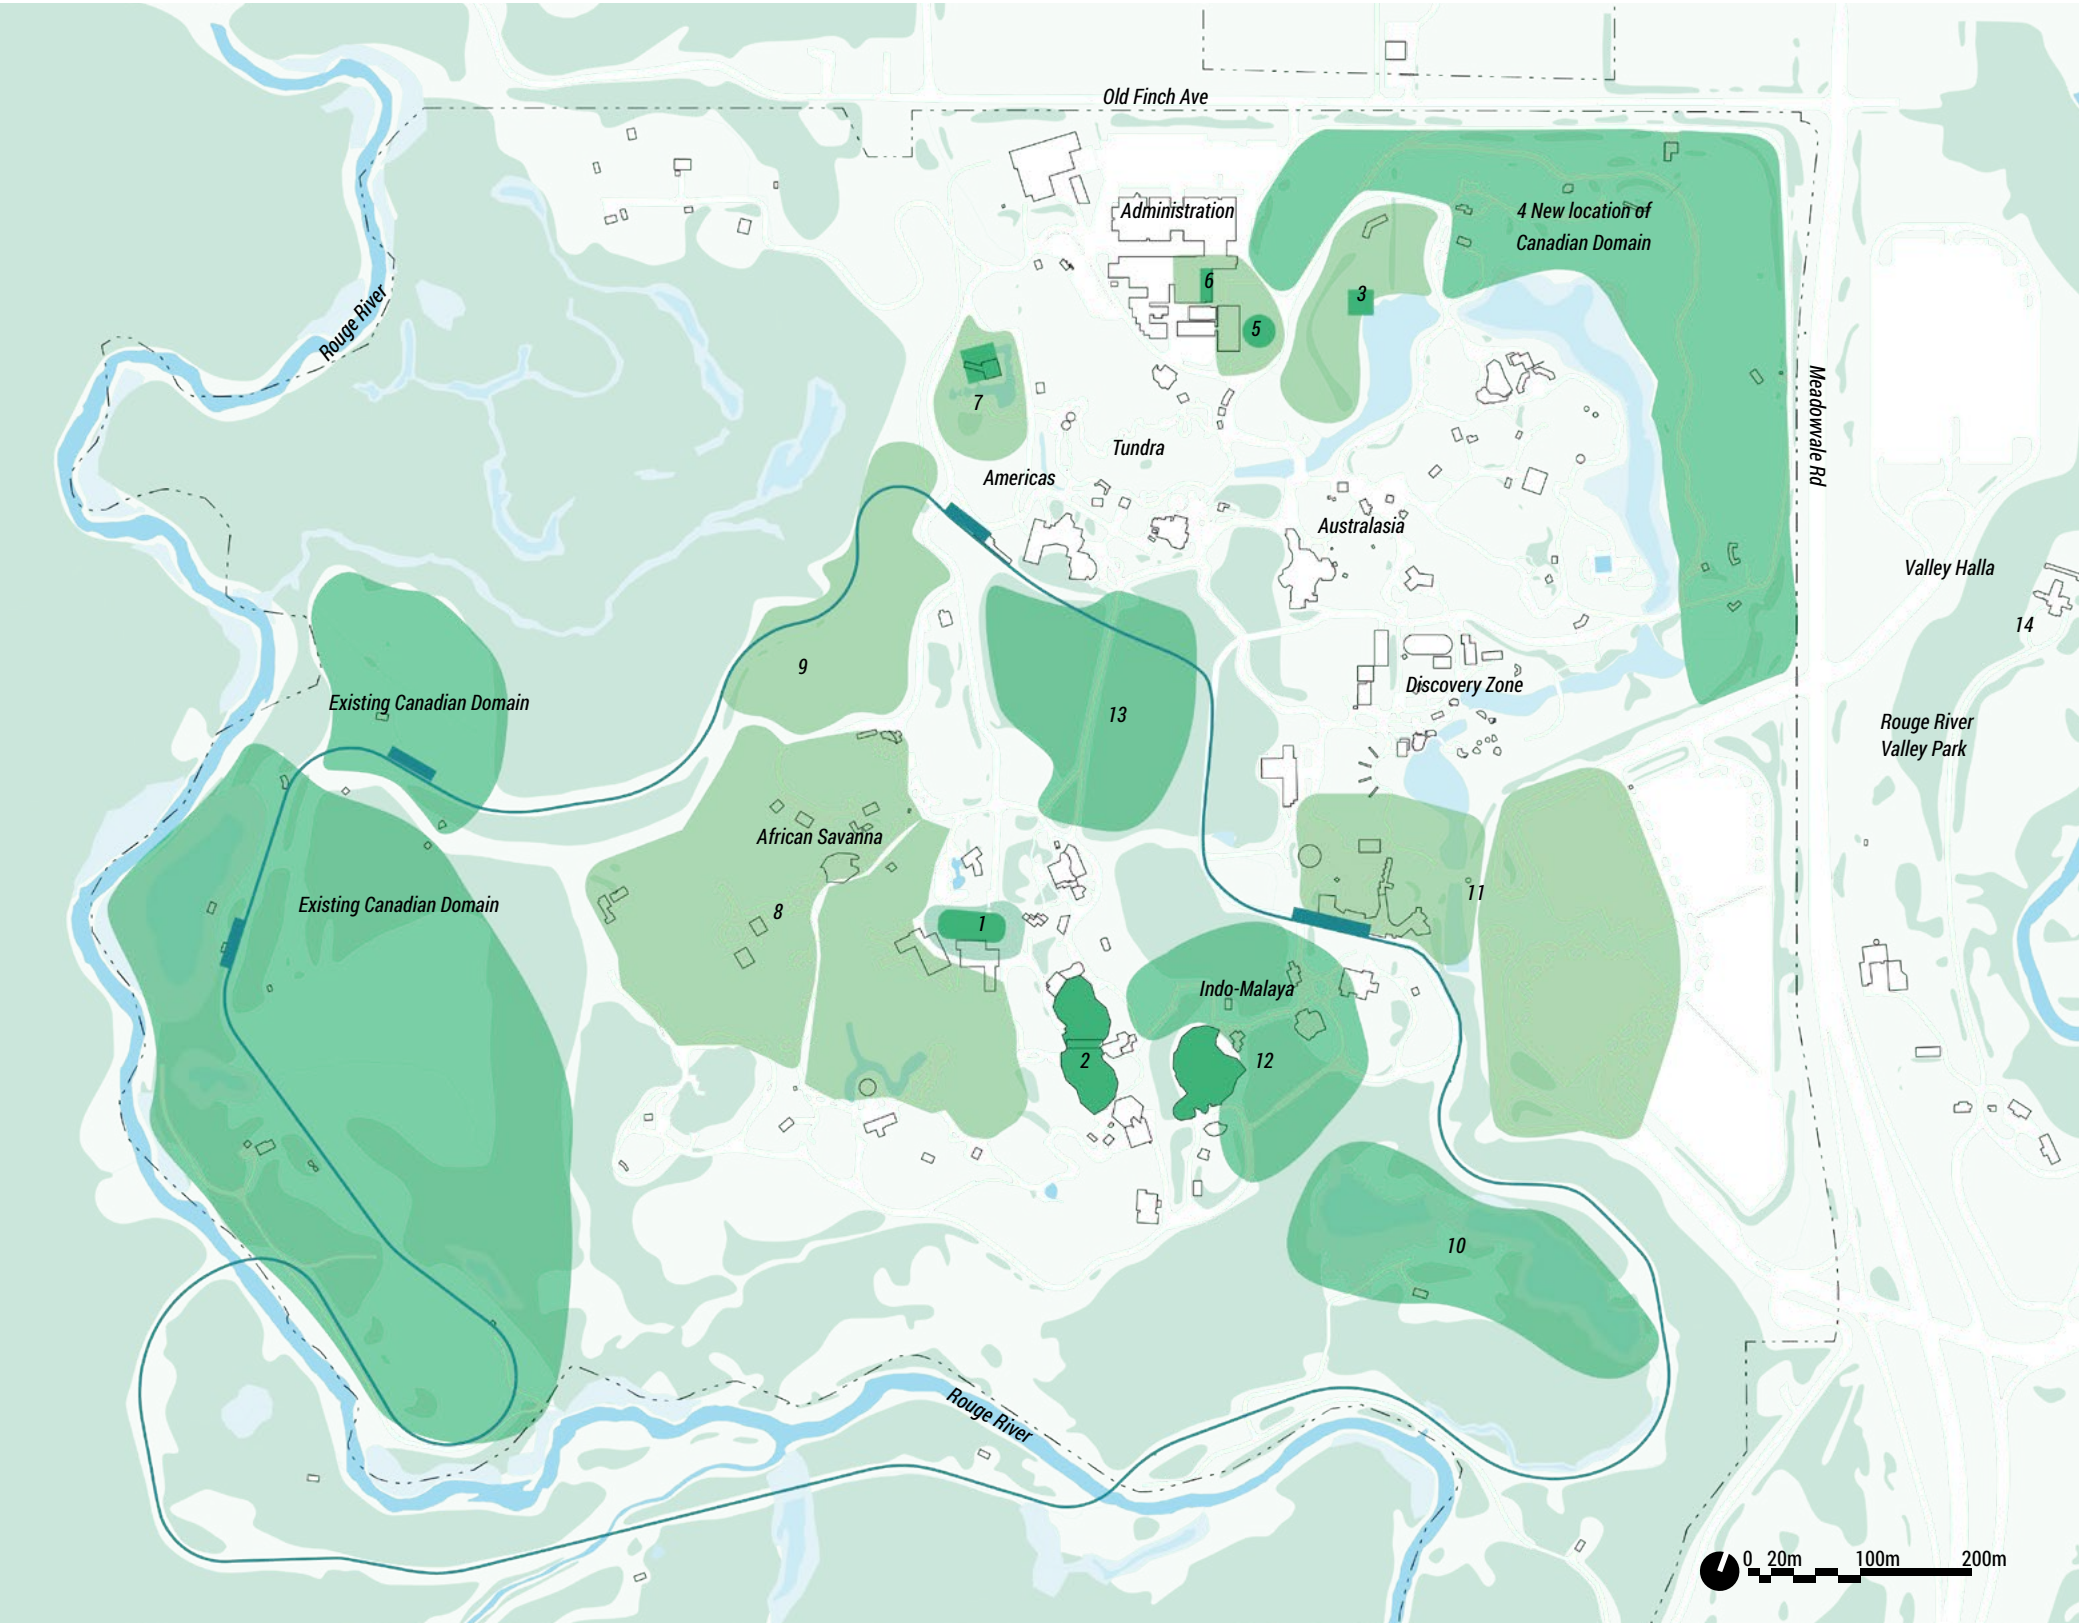 Old Finch Ave
Administration
4 New location of
Canadian Domain
6
3
5
Rouge River
7
Meadowvale Rd
Tundra
Americas
Australasia
Valley Halla
14
9
Existing Canadian Domain
Discovery Zone
13
Rouge River
Valley Park
African Savanna
Existing Canadian Domain
8
1
11
Indo-Malaya
2
12
10
Rouge River
0 20m 100m 200m